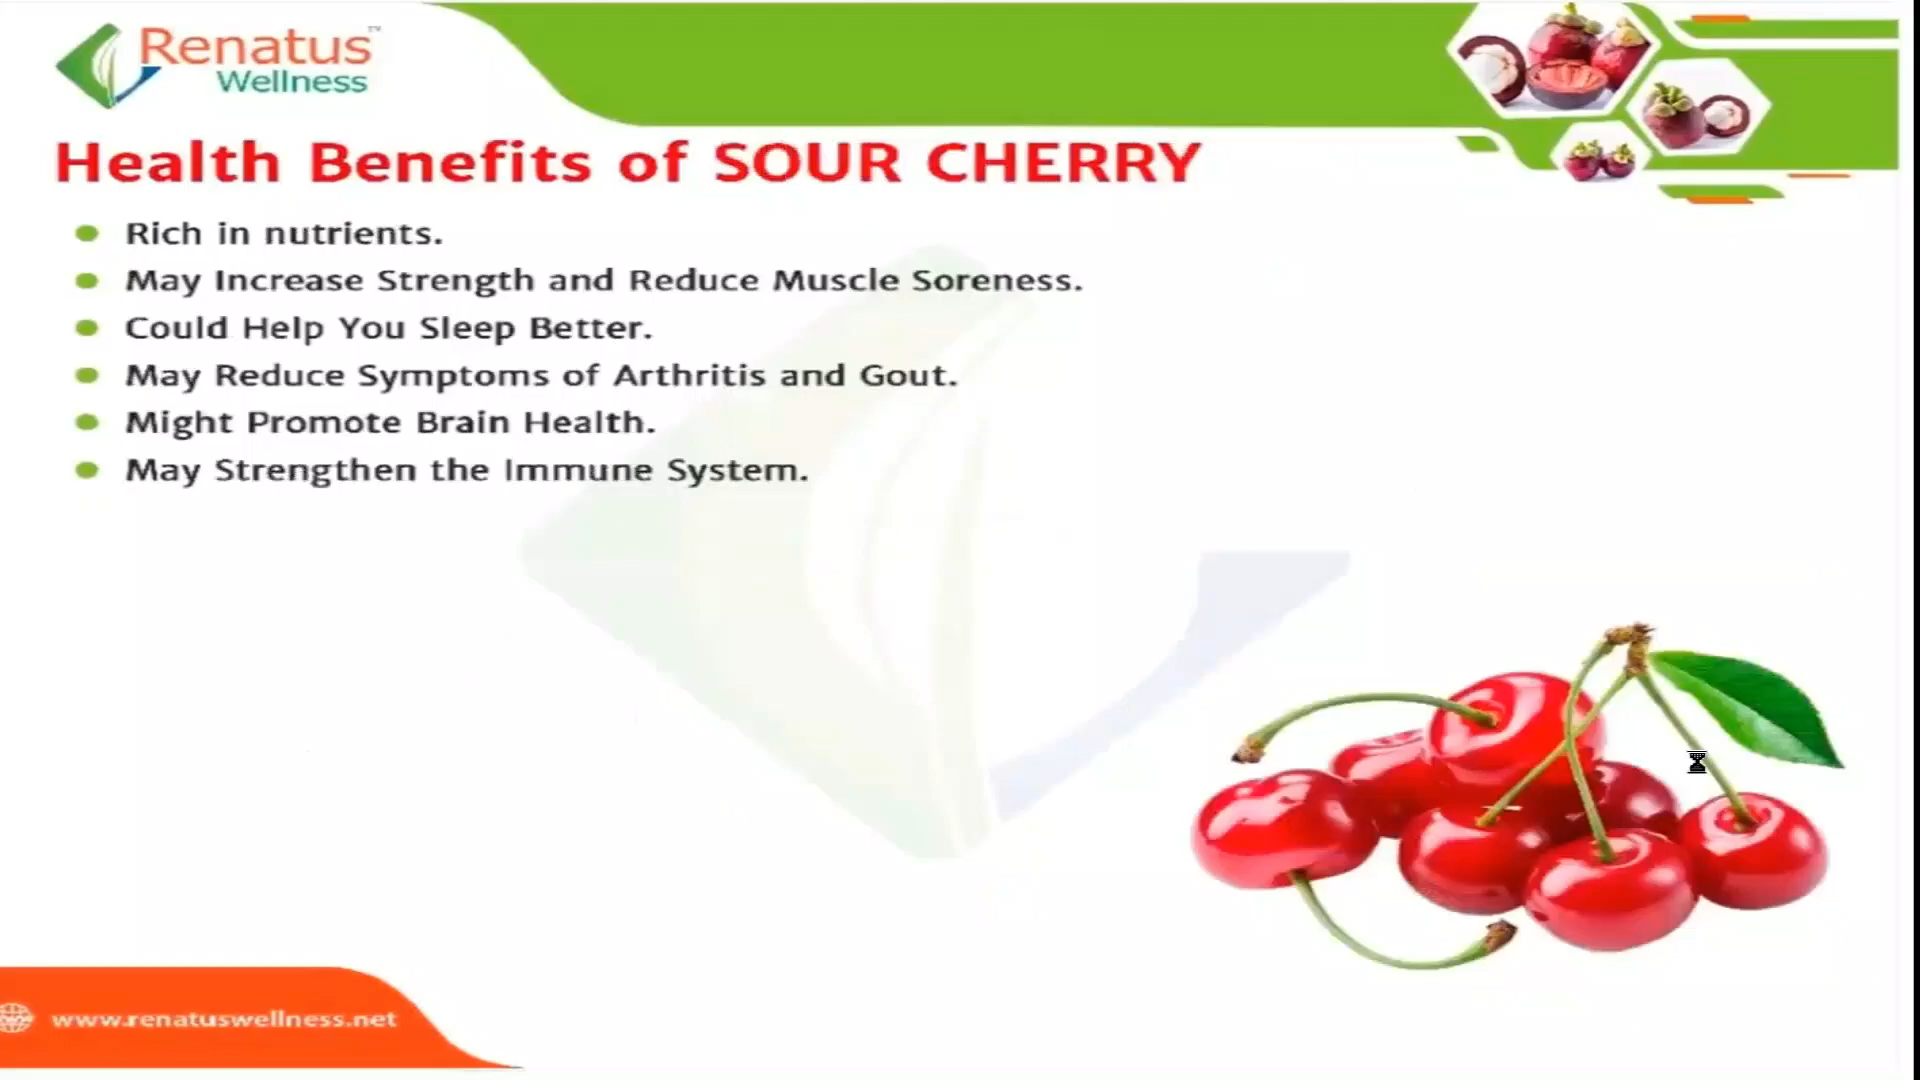 Renatus™
Wellness
Health Benefits of SOUR CHERRY
Rich in nutrients.
May Increase Strength and Reduce Muscle Soreness.
Could Help You Sleep Better.
May Reduce Symptoms of Arthritis and Gout.
Might Promote Brain Health.
May Strengthen the Immune System.
www.renatuswellness.net